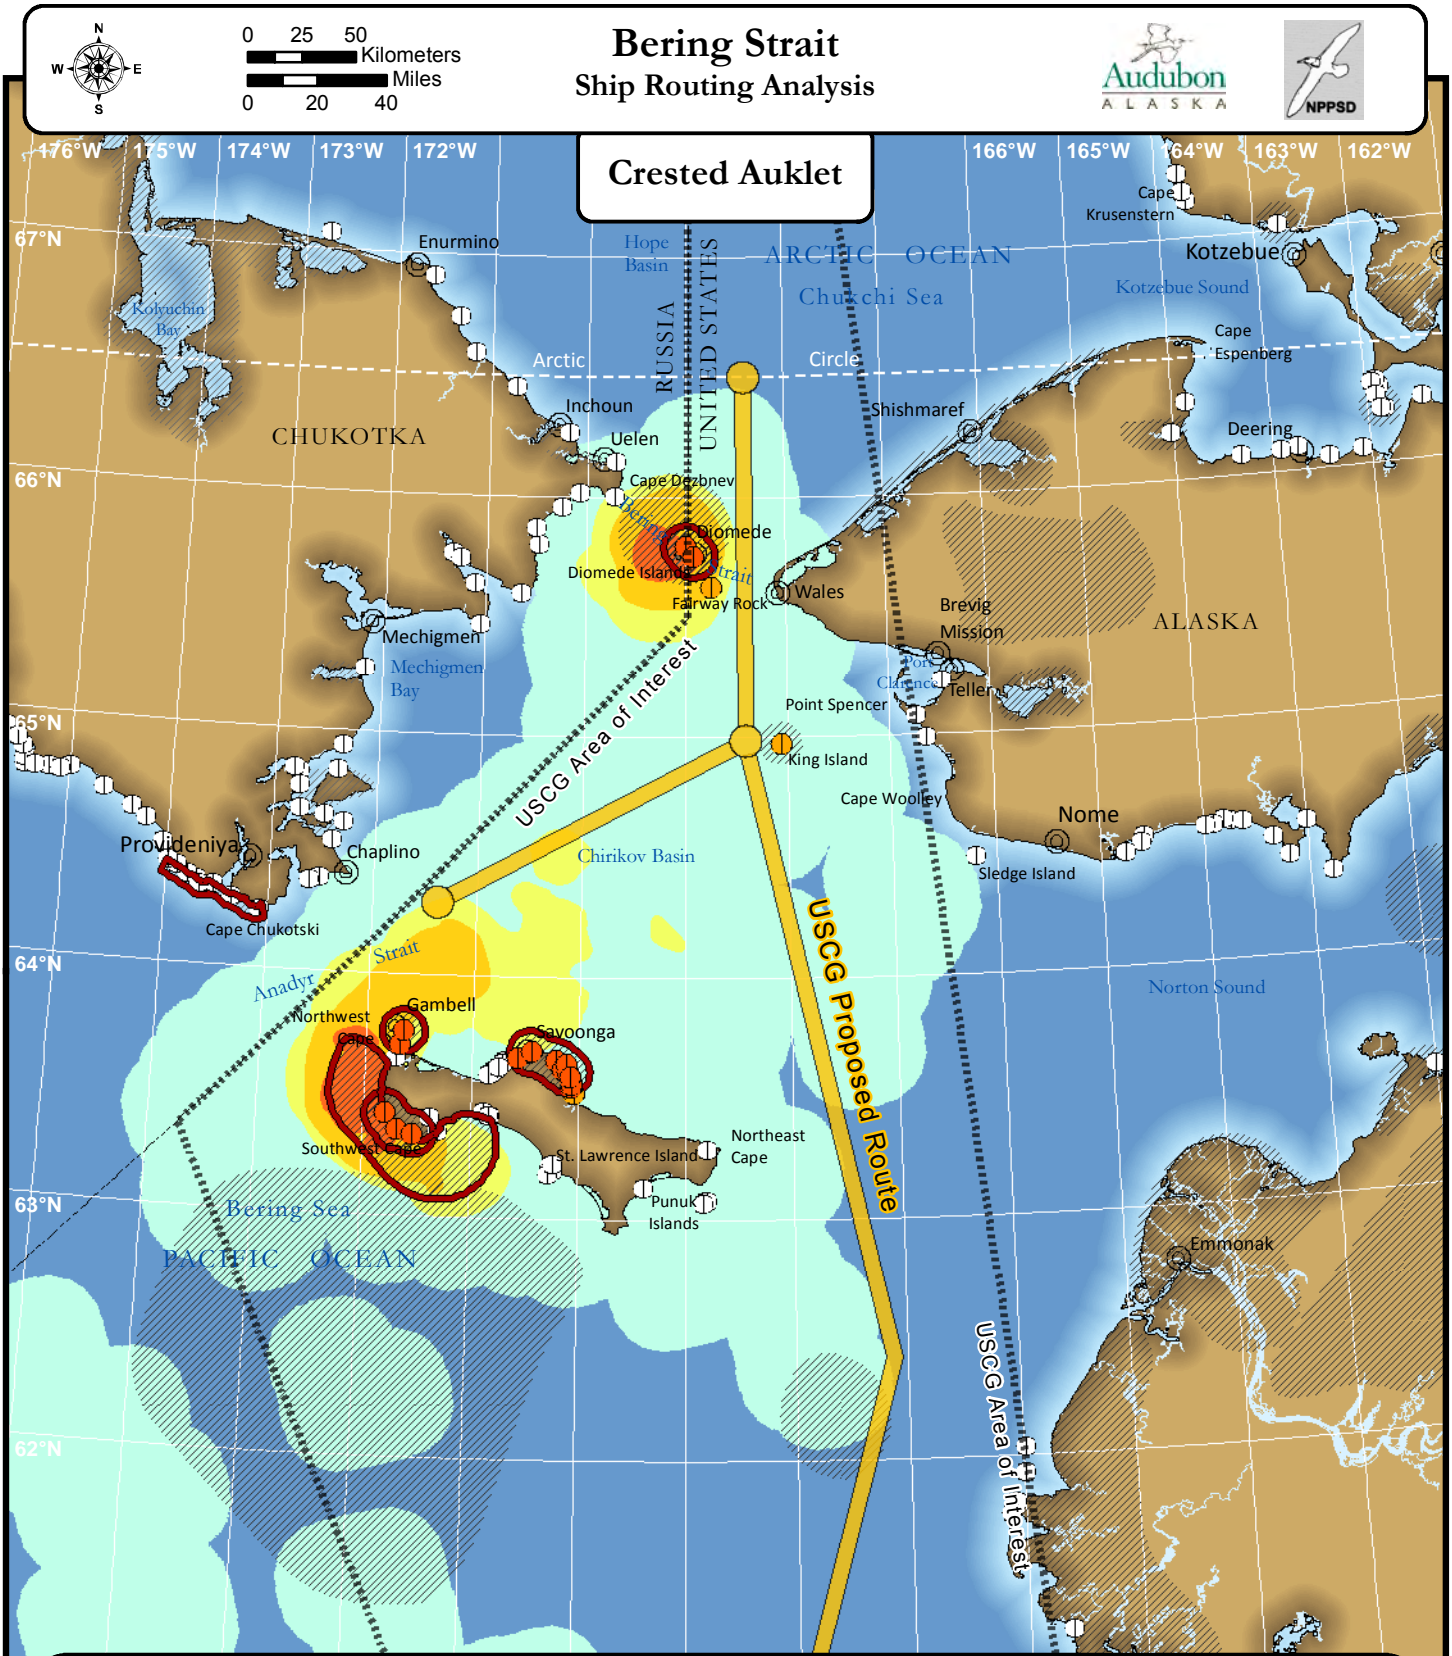 N
W
E
S
0 25 50
Kilometers
Miles
0 20 40
Bering Strait
Ship Routing Analysis
Audubon
ALASKA
NPPSD
Crested Auklet
176°W
175°W
174°W
173°W
172°W
166°W
165°W
164°W
163°W
162°W
67°N
66°N
65°N
64°N
63°N
62°N
Cape
Krusenstern
Enurmino
Hope
Basin
RUSSIA
UNITED STATES
ARCTIC OCEAN
Chukchi Sea
Kotzebue
Kotzebue Sound
Kolyuchin
Bay
Cape
Espenberg
Arctic
Circle
Inchoun
Shishmaref
CHUKOTKA
Uelen
Deering
Cape Dezbnev
Bering
Strait
Diomede
Diomede Islands
Fairway Rock
Wales
Brevig
Mission
ALASKA
Mechigmen
Mechigmen
Bay
Port
Clarence
Teller
Point Spencer
USCG Area of Interest
King Island
Cape Woolley
Nome
Provideniya
Chaplino
Chirikov Basin
Sledge Island
Cape Chukotski
USCG Proposed Route
Anadyr
Strait
Norton Sound
Northwest
Cape
Gambell
Savoonga
Southwest Cape
St. Lawrence Island
Northeast
Cape
Punuk
Islands
Bering Sea
PACIFIC OCEAN
Emmonak
USCG Area of Interest